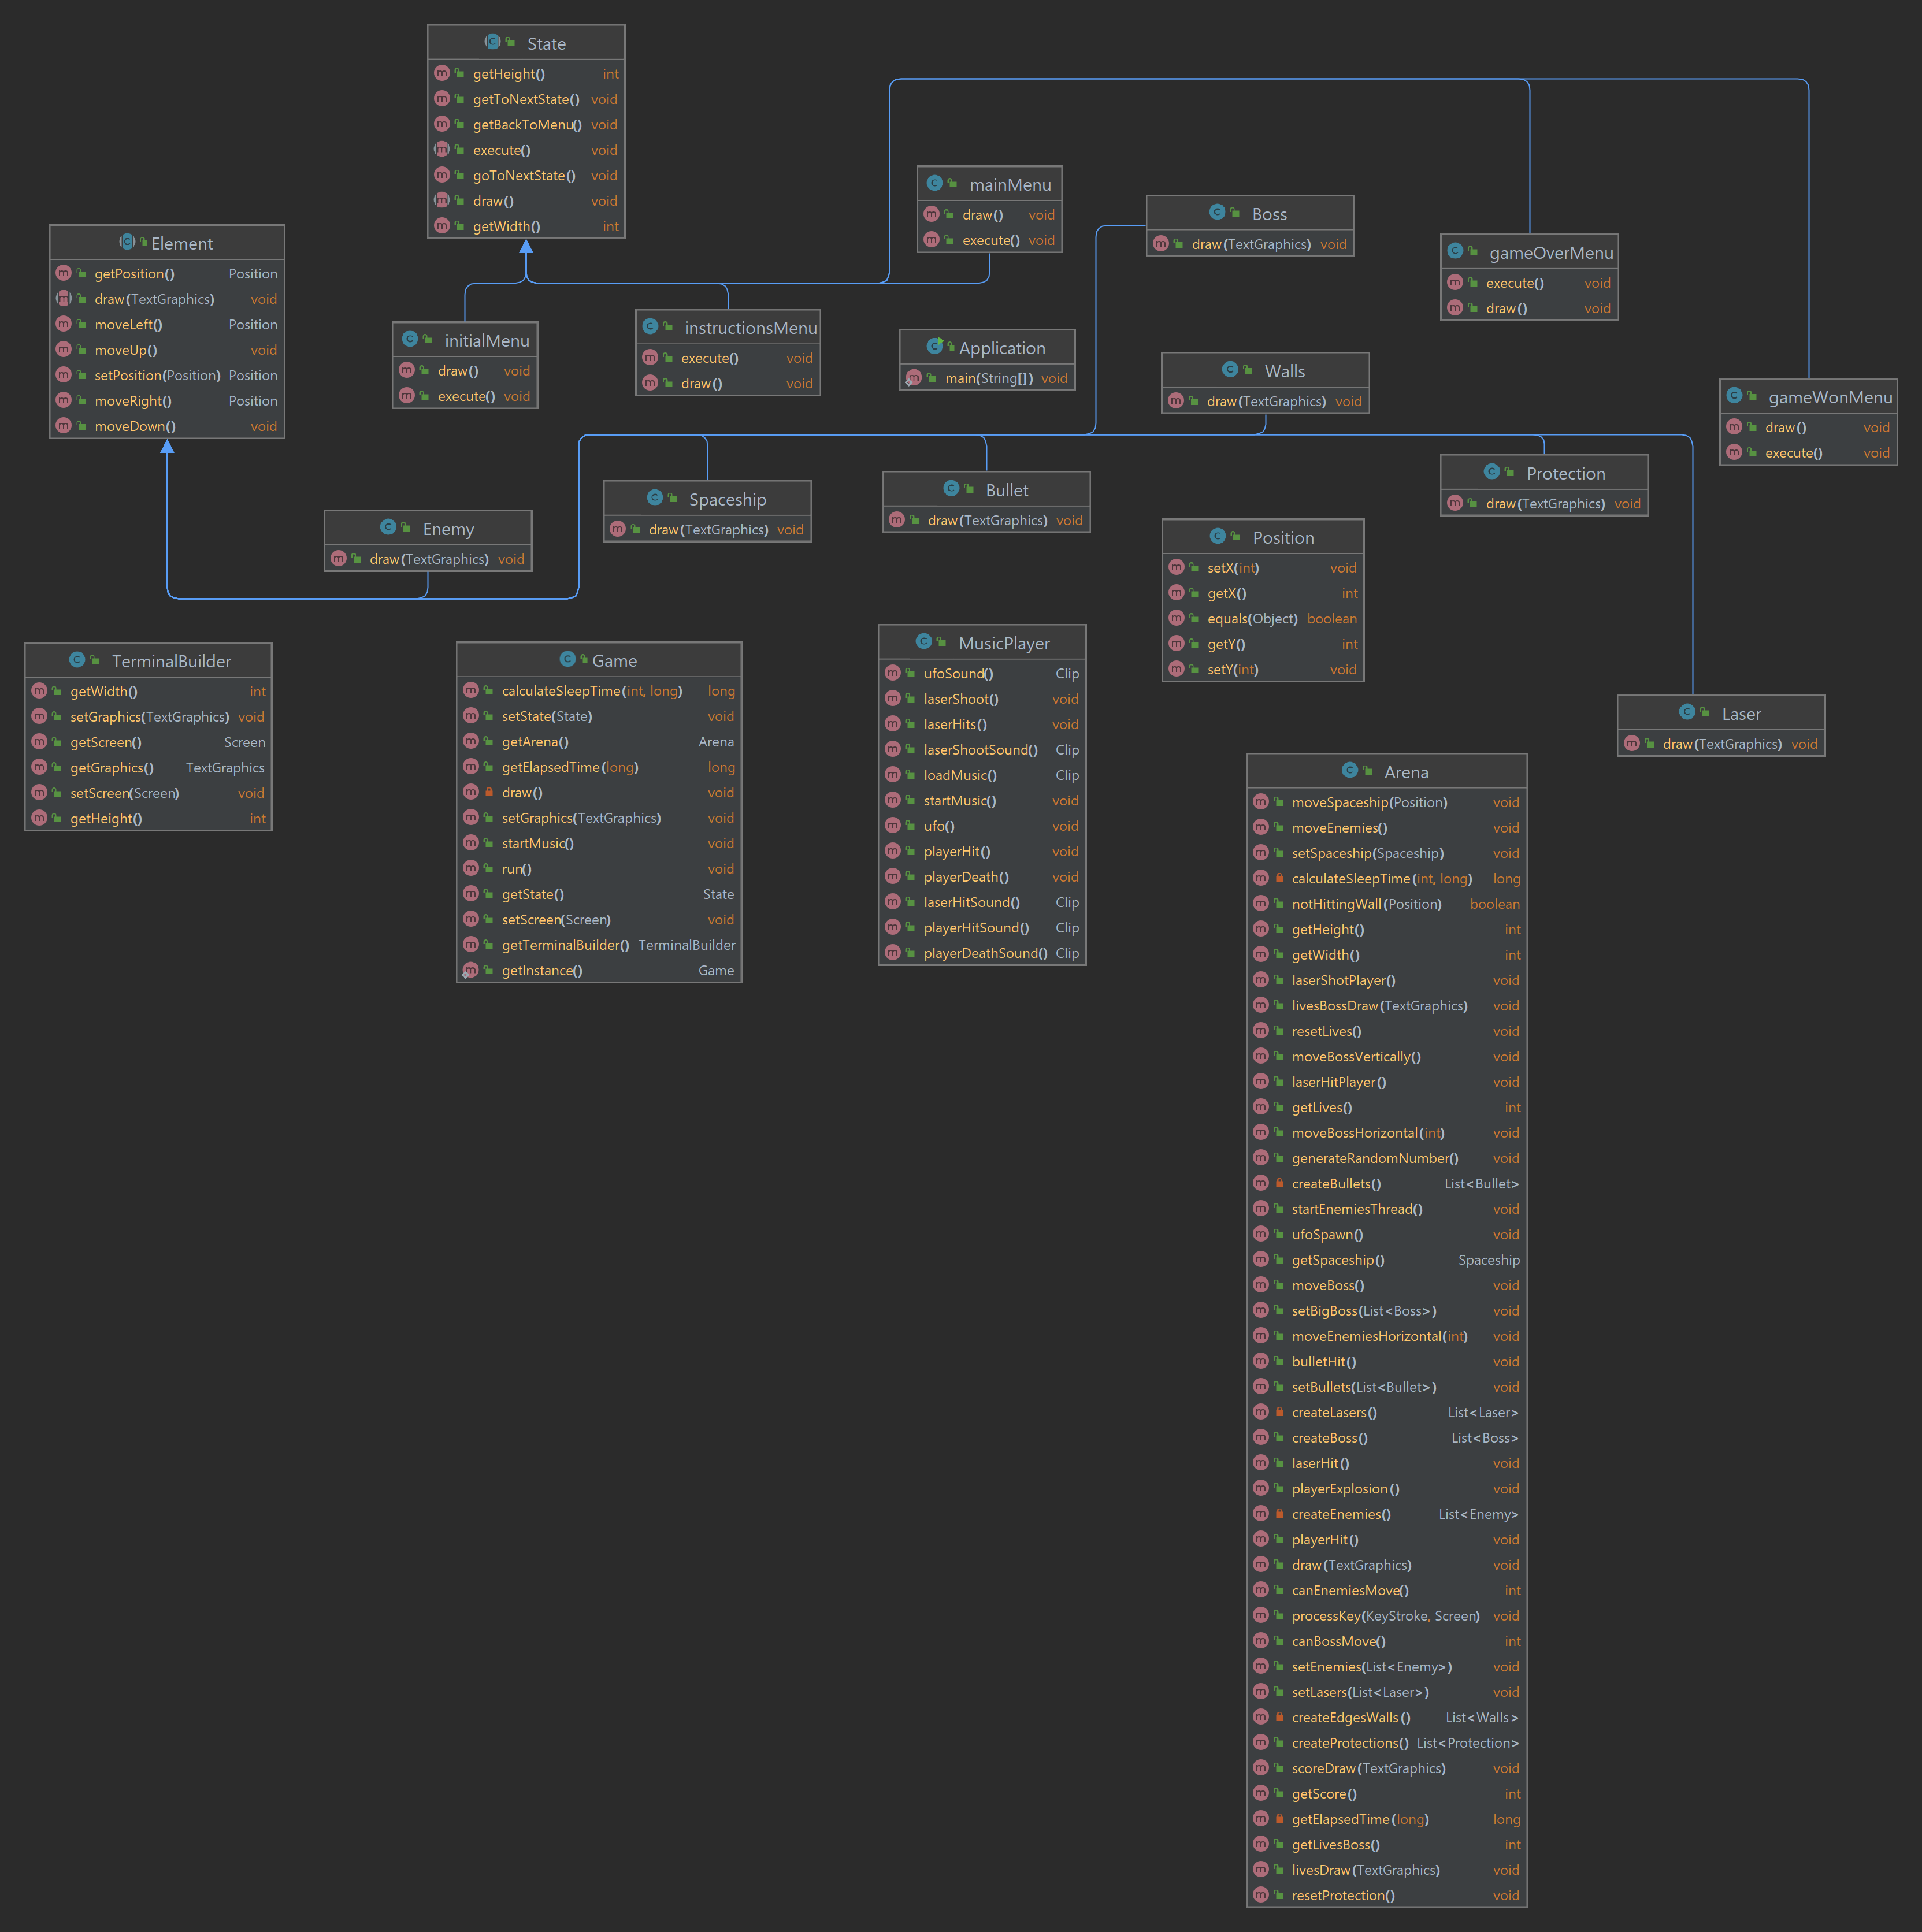 State
getHeight() int
getToNextState() void
getBackToMenu() void
execute() void
goToNextState() void
draw() void
getWidth() int
mainMenu
draw() void
execute() void
Boss
draw(TextGraphics) void
Element
getPosition() Position
draw(TextGraphics) void
moveLeft() Position
moveUp() void
setPosition(Position) Position
moveRight() Position
moveDown() void
gameOverMenu
execute() void
draw() void
initialMenu
draw() void
execute() void
instructionsMenu
execute() void
draw() void
Application
main(String[]) void
Walls
draw(TextGraphics) void
gameWonMenu
draw() void
execute() void
Enemy
draw(TextGraphics) void
Spaceship
draw(TextGraphics) void
Bullet
draw(TextGraphics) void
Protection
draw(TextGraphics) void
Position
setX(int) void
getX() int
equals(Object) boolean
getY() int
setY(int) void
TerminalBuilder
getWidth() int
setGraphics(TextGraphics) void
getScreen() Screen
getGraphics() TextGraphics
setScreen(Screen) void
getHeight() int
Game
calculateSleepTime(int, long) long
setState(State) void
getArena() Arena
getElapsedTime(long) long
draw() void
setGraphics(TextGraphics) void
startMusic() void
run() void
getState() State
setScreen(Screen) void
getTerminalBuilder() TerminalBuilder
getInstance() Game
MusicPlayer
ufoSound() Clip
laserShoot() void
laserHits() void
laserShootSound() Clip
loadMusic() Clip
startMusic() void
ufo() void
playerHit() void
playerDeath() void
laserHitSound() Clip
playerHitSound() Clip
playerDeathSound() Clip
Laser
draw(TextGraphics) void
Arena
moveSpaceship(Position) void
moveEnemies() void
setSpaceship(Spaceship) void
calculateSleepTime(int, long) long
notHittingWall(Position) boolean
getHeight() int
getWidth() int
laserShotPlayer() void
livesBossDraw(TextGraphics) void
resetLives() void
moveBossVertically() void
laserHitPlayer() void
getLives() int
moveBossHorizontal(int) void
generateRandomNumber() void
createBullets() List<Bullet>
startEnemiesThread() void
ufoSpawn() void
getSpaceship() Spaceship
moveBoss() void
setBigBoss(List<Boss>) void
moveEnemiesHorizontal(int) void
bulletHit() void
setBullets(List<Bullet>) void
createLasers() List<Laser>
createBoss() List<Boss>
laserHit() void
playerExplosion() void
createEnemies() List<Enemy>
playerHit() void
draw(TextGraphics) void
canEnemiesMove() int
processKey(KeyStroke, Screen) void
canBossMove() int
setEnemies(List<Enemy>) void
setLasers(List<Laser>) void
createEdgesWalls() List<Walls>
createProtections() List<Protection>
scoreDraw(TextGraphics) void
getScore() int
getElapsedTime(long) long
getLivesBoss() int
livesDraw(TextGraphics) void
resetProtection() void